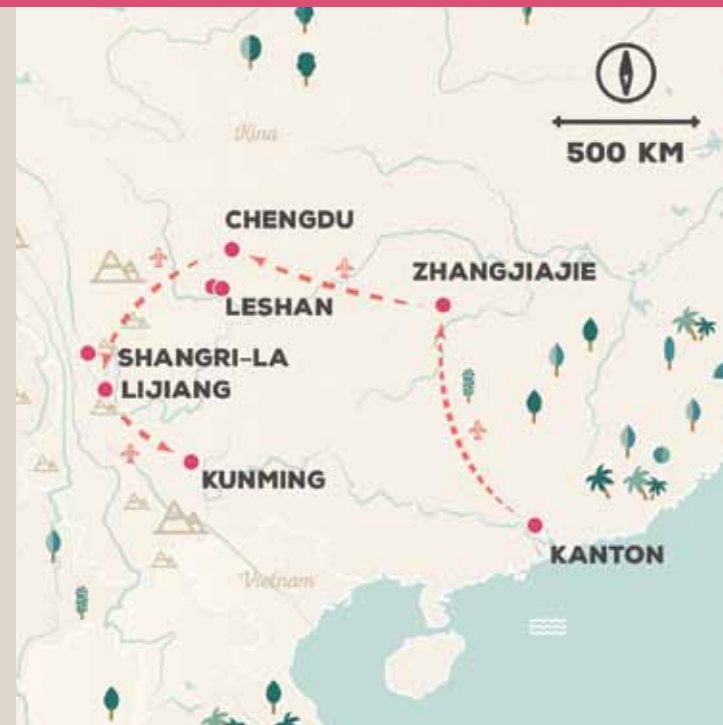 Kina
500 KM
CHENGDU
ZHANGJIAJIE
LESHAN
SHANGRI-LA
LIJIANG
KUNMING
KANTON
Vietnam